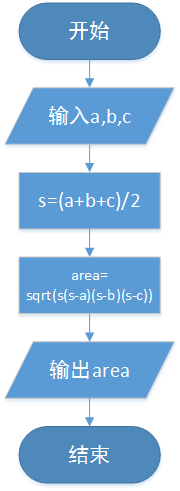 开始
输入a,b,c
s=(a+b+c)/2
area=
sqrt(s(s-a)(s-b)(s-c))
输出area
结束